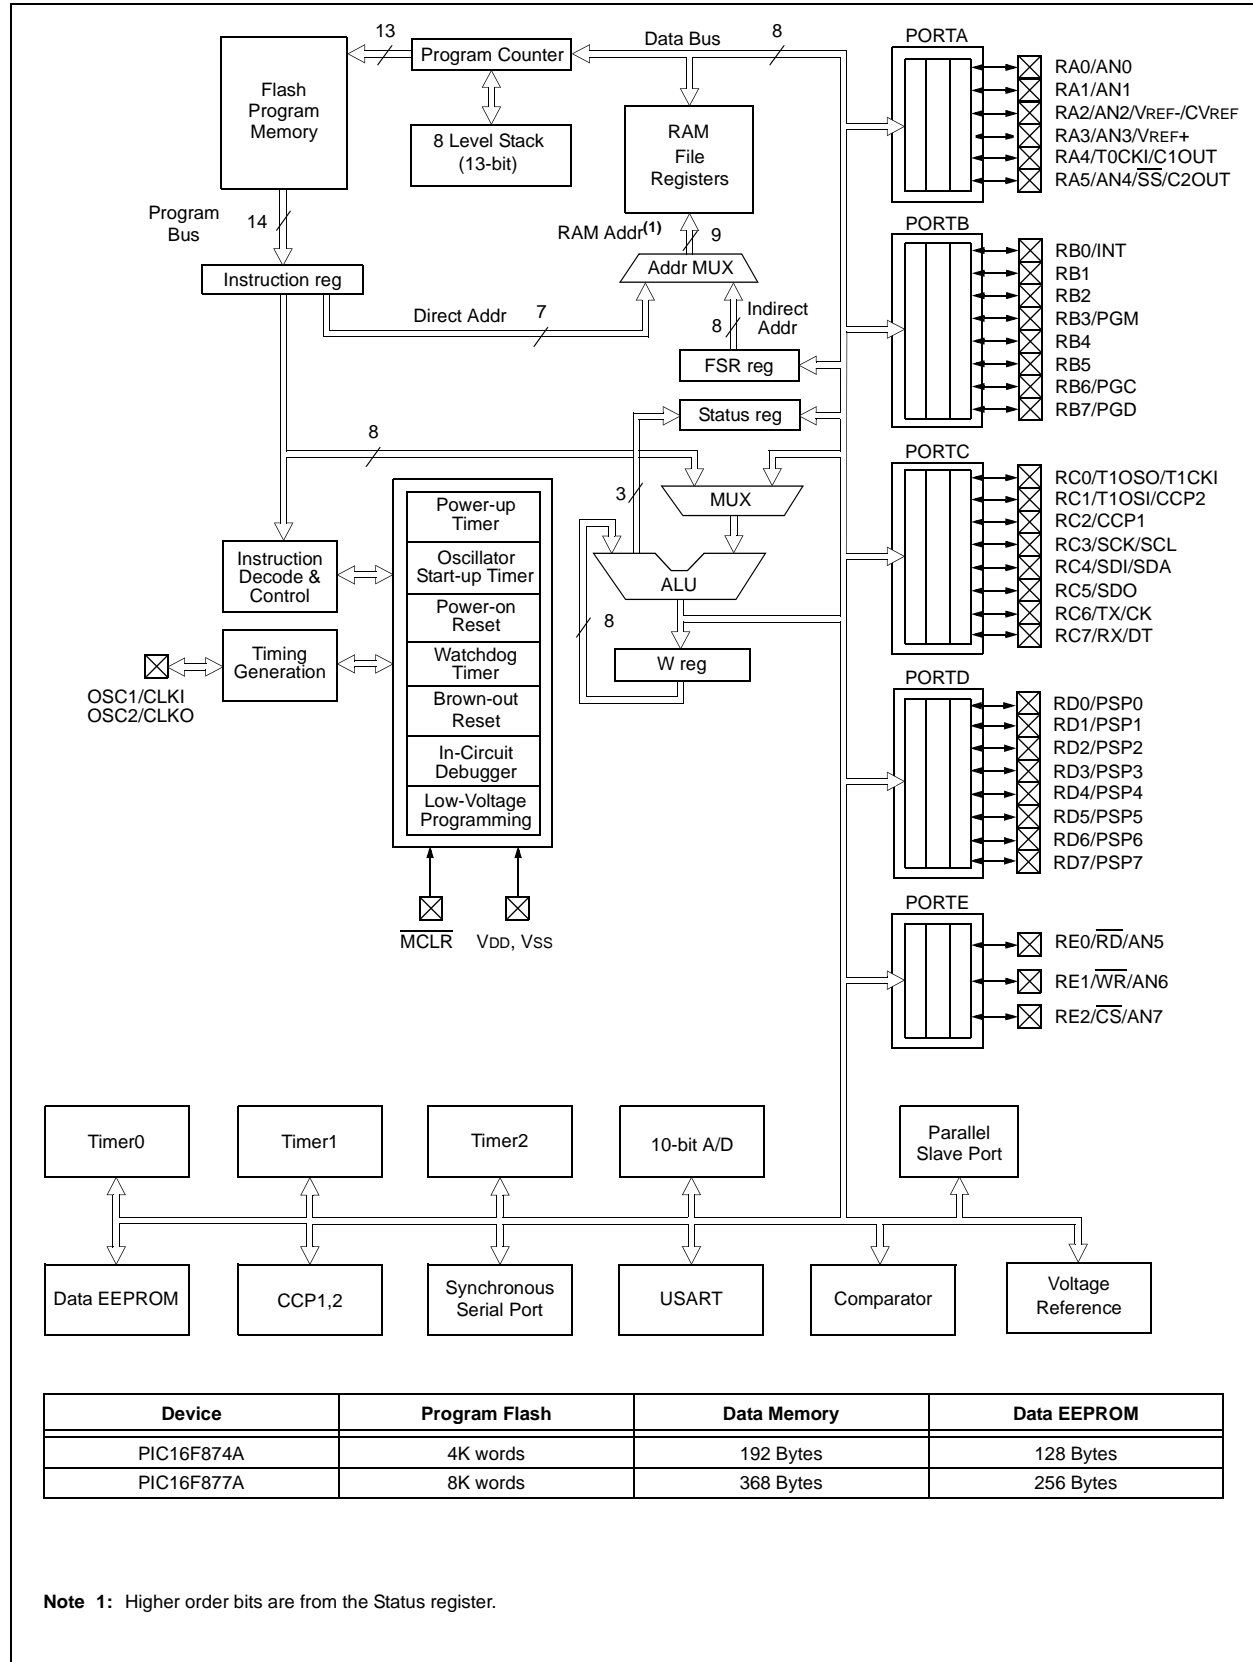 13
Program Counter
Data Bus
8
PORTA
Flash
Program
Memory
8 Level Stack
(13-bit)
RAM
File
Registers
RA0/AN0
RA1/AN1
RA2/AN2/VREF-/CVREF
RA3/AN3/VREF+
RA4/T0CKI/C1OUT
RA5/AN4/S̅S̅/C2OUT
Program
Bus
14
RAM Addr(1)
9
PORTB
Instruction reg
Addr MUX
Direct Addr
7
8
Indirect
Addr
FSR reg
RB0/INT
RB1
RB2
RB3/PGM
RB4
RB5
RB6/PGC
RB7/PGD
Status reg
8
3
MUX
PORTC
RC0/T1OSO/T1CKI
RC1/T1OSI/CCP2
RC2/CCP1
RC3/SCK/SCL
RC4/SDI/SDA
RC5/SDO
RC6/TX/CK
RC7/RX/DT
Power-up
Timer
Instruction
Decode &
Control
Oscillator
Start-up Timer
ALU
Power-on
Reset
8
Timing
Generation
Watchdog
Timer
W reg
OSC1/CLKI
OSC2/CLKO
Brown-out
Reset
In-Circuit
Debugger
Low-Voltage
Programming
PORTD
RD0/PSP0
RD1/PSP1
RD2/PSP2
RD3/PSP3
RD4/PSP4
RD5/PSP5
RD6/PSP6
RD7/PSP7
M̅C̅L̅R̅
VDD, VSS
PORTE
RE0/R̅D̅/AN5
RE1/W̅R̅/AN6
RE2/C̅S̅/AN7
Timer0
Timer1
Timer2
10-bit A/D
Parallel
Slave Port
Data EEPROM
CCP1,2
Synchronous
Serial Port
USART
Comparator
Voltage
Reference
Device Program Flash Data Memory Data EEPROM
PIC16F874A 4K words 192 Bytes 128 Bytes
PIC16F877A 8K words 368 Bytes 256 Bytes
Note 1: Higher order bits are from the Status register.